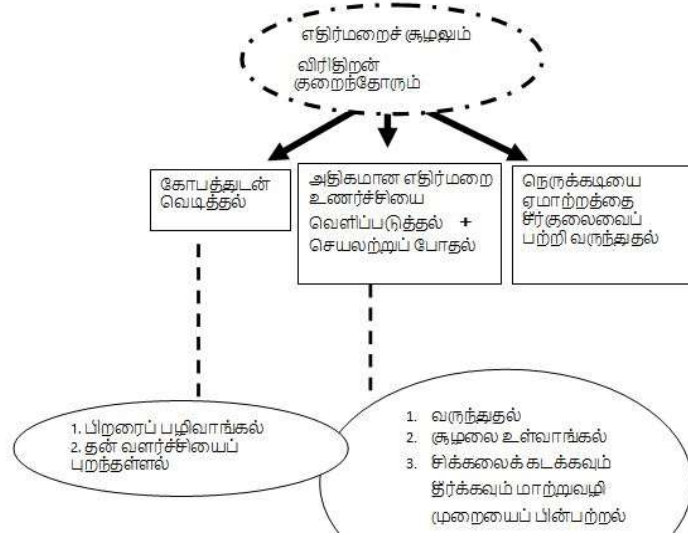 எதிர்மறைச் சூழலும்
விரிதிறன்
குறைந்தோரும்
கோபத்துடன்
வெடித்தல்
அதிகமான எதிர்மறை
உணர்ச்சியை
வெளிப்படுத்தல் +
செயலற்றுப் போதல்
நெருக்கடியை
ஏமாற்றத்தை
சீர்குலைவைப்
பற்றி வருந்துதல்
1. பிறரைப் பழிவாங்கல்
2. தன் வளர்ச்சியைப்
புறந்தள்ளல்
1. வருந்துதல்
2. சூழலை உள்வாங்கல்
3. சிக்கலைக் கடக்கவும்
தீர்க்கவும் மாற்றுவழி
முறையைப் பின்பற்றல்